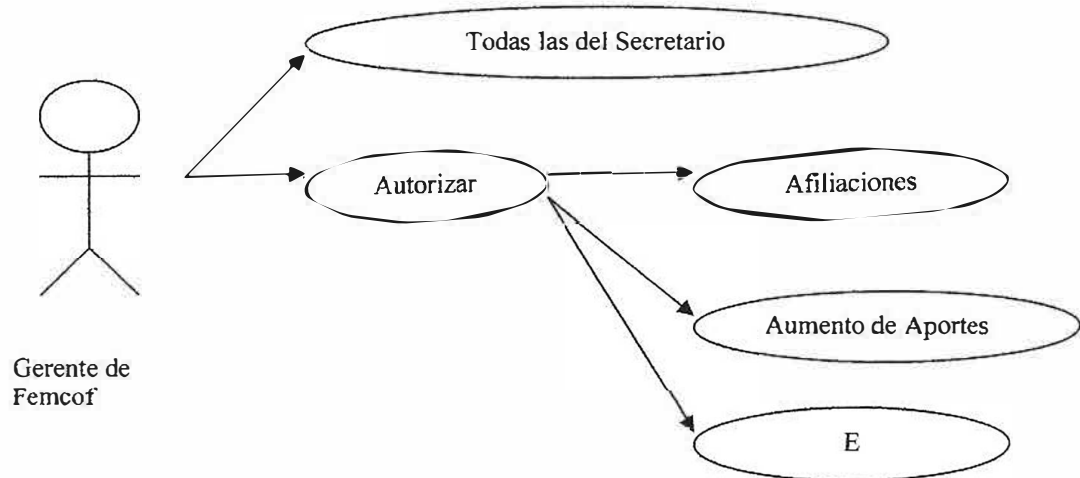 Todas las del Secretario
Autorizar
Afiliaciones
Aumento de Aportes
Gerente de
Femcof
E